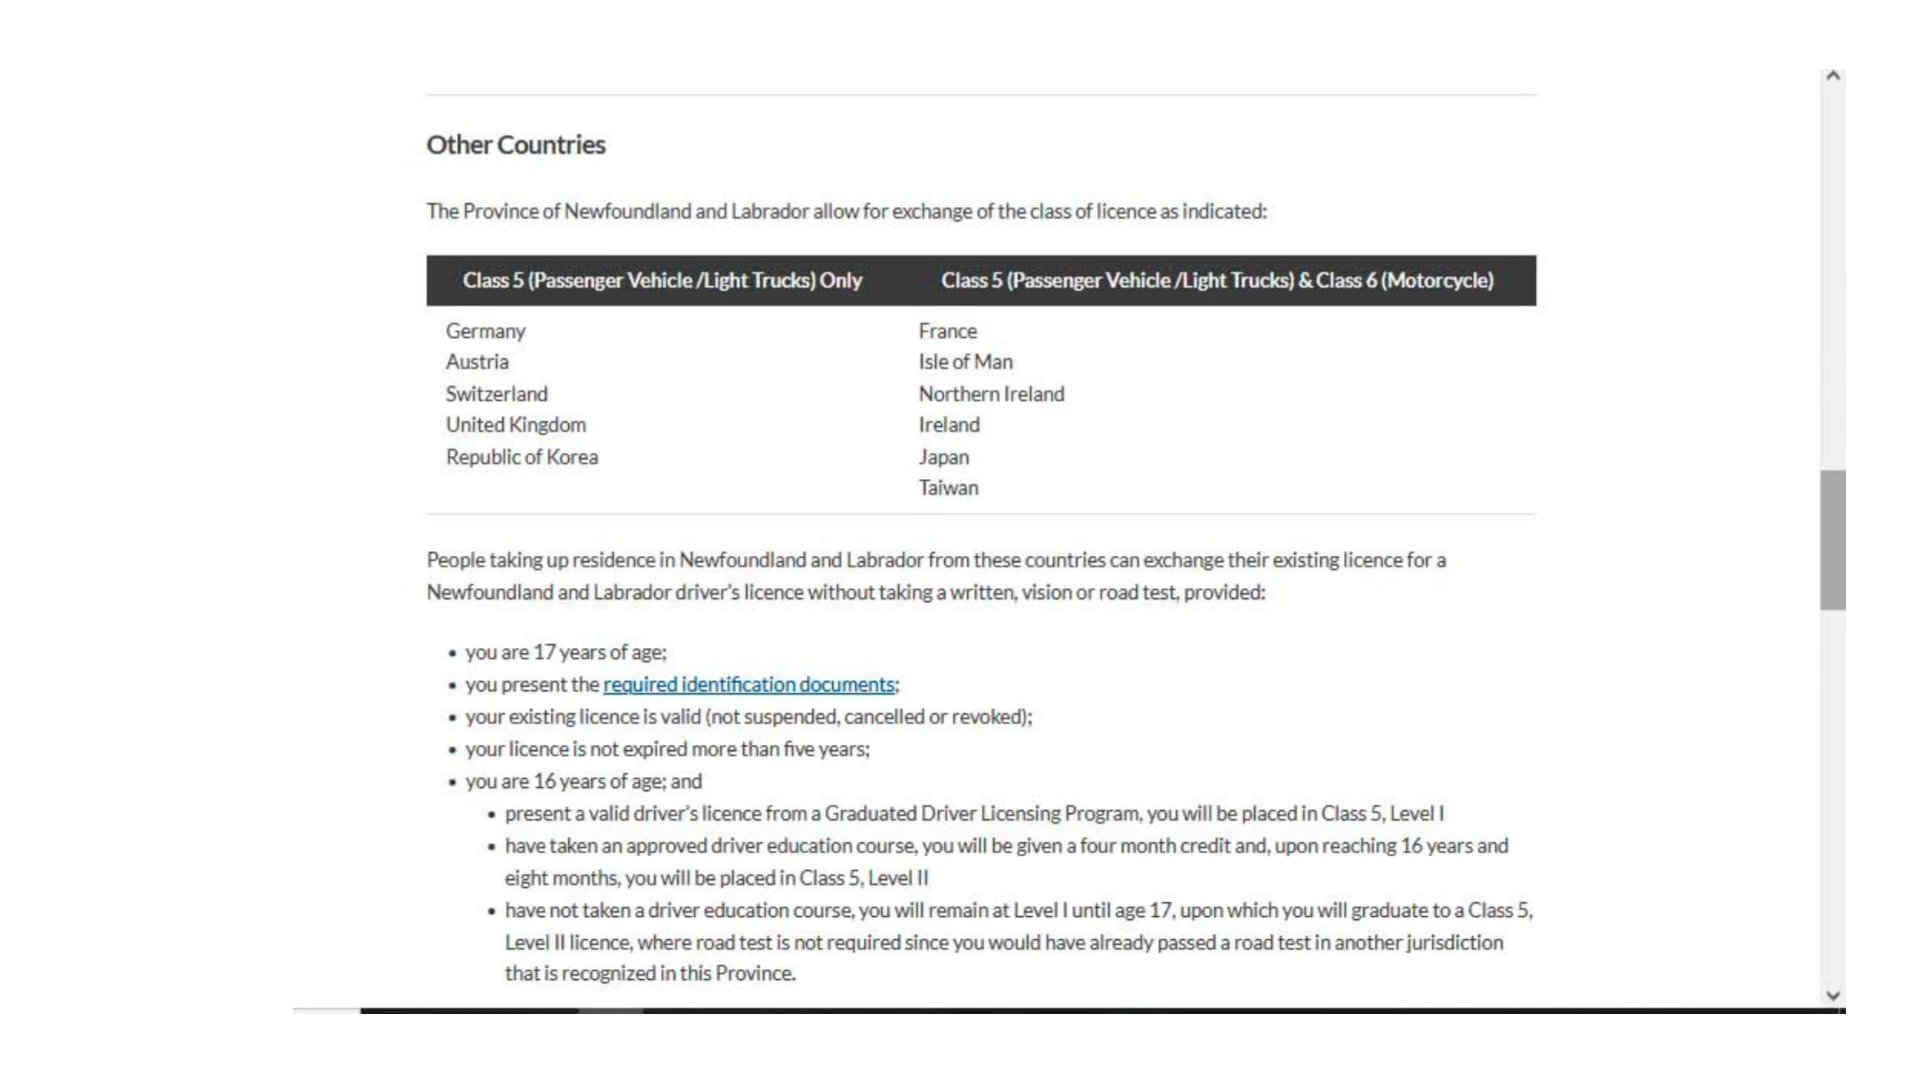 Other Countries
The Province of Newfoundland and Labrador allow for exchange of the class of licence as indicated:
Class 5 (Passenger Vehicle /Light Trucks) Only
Class 5 (Passenger Vehicle /Light Trucks) & Class 6 (Motorcycle)
Germany
Austria
Switzerland
United Kingdom
Republic of Korea
France
Isle of Man
Northern Ireland
Ireland
Japan
Taiwan
People taking up residence in Newfoundland and Labrador from these countries can exchange their existing licence for a
Newfoundland and Labrador driver's licence without taking a written, vision or road test, provided:
• you are 17 years of age;
• you present the required identification documents;
• your existing licence is valid (not suspended, cancelled or revoked);
• your licence is not expired more than five years;
• you are 16 years of age; and
• present a valid driver's licence from a Graduated Driver Licensing Program, you will be placed in Class 5, Level I
• have taken an approved driver education course, you will be given a four month credit and, upon reaching 16 years and
eight months, you will be placed in Class 5, Level II
• have not taken a driver education course, you will remain at Level I until age 17, upon which you will graduate to a Class 5,
Level II licence, where road test is not required since you would have already passed a road test in another jurisdiction
that is recognized in this Province.